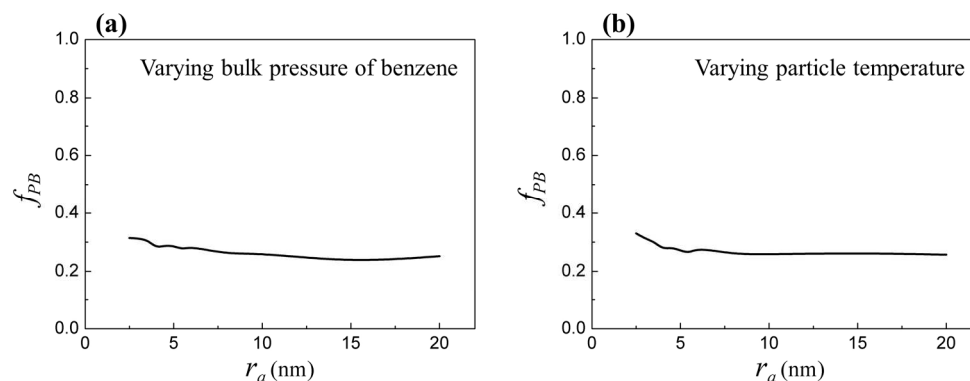 (a)
Varying bulk pressure of benzene
1.0
0.8
0.6
0.4
0.2
0.0
f_PB
0 5 10 15 20
r_a (nm)
(b)
Varying particle temperature
1.0
0.8
0.6
0.4
0.2
0.0
f_PB
0 5 10 15 20
r_a (nm)